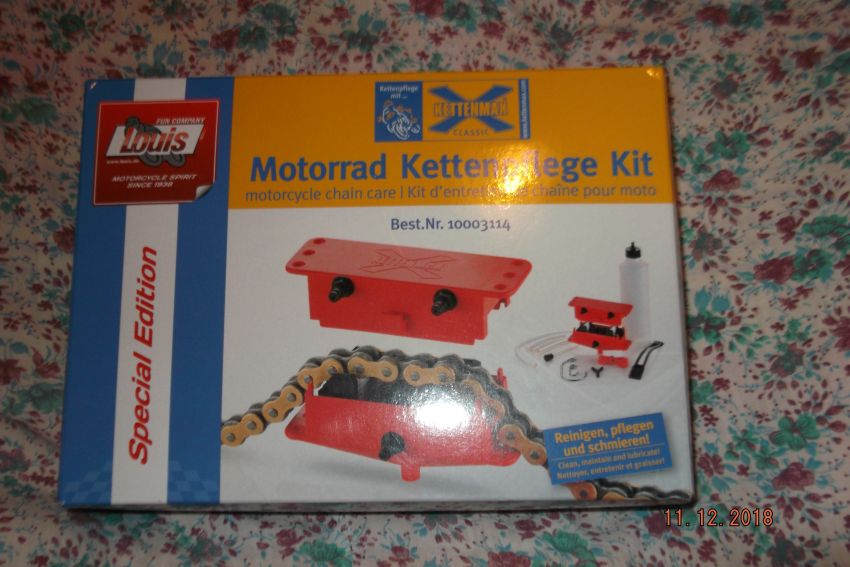 FUN COMPANY
Louis
www.louis.de
MOTORCYCLE SPIRIT
SINCE 1938
Special Edition
Kettenpflege
mit ...
KETTENMAX
CLASSIC
www.kettenmax.com
Motorrad Kettenpflege Kit
motorcycle chain care | Kit d'entretien de chaîne pour moto
Best.Nr. 10003114
Reinigen, pflegen
und schmieren!
Clean, maintain and lubricate!
Nettoyer, entretenir et graisser!
11.12.2018